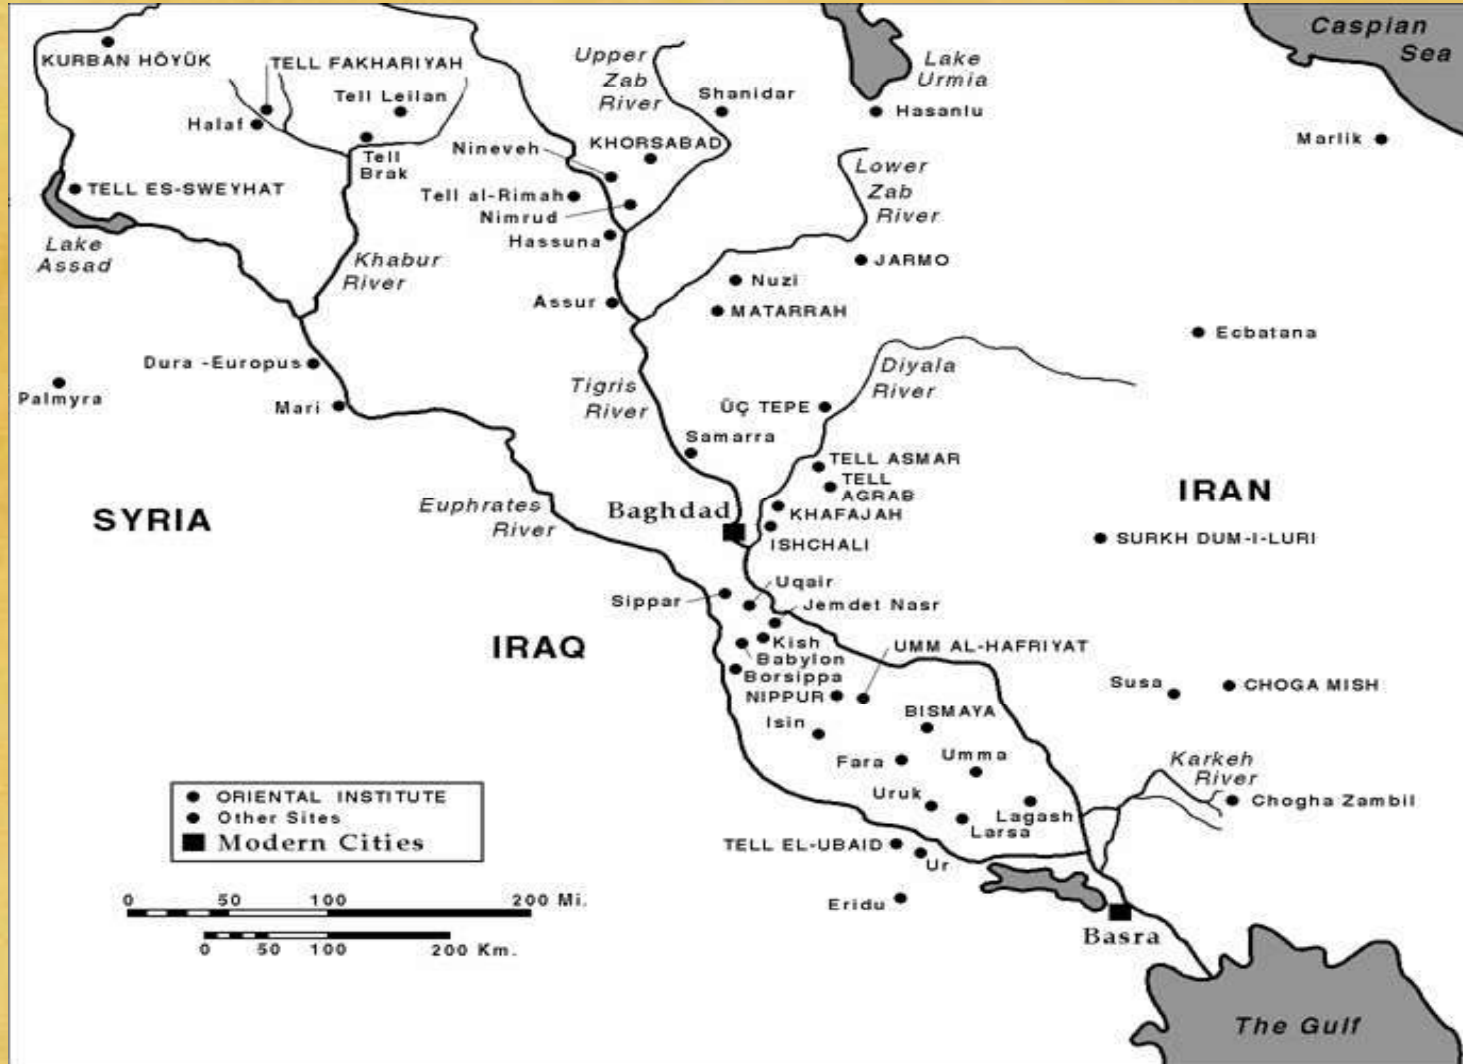 Caspian
Sea
KURBAN HÖYÜK
TELL FAKHARIYAH
Upper
Zab
River
Lake
Urmia
Tell Leilan
Shanidar
Hasanlu
Halaf
Marlik
Tell
Brak
Nineveh
KHORSABAD
Lower
Zab
River
TELL ES-SWEYHAT
Tell al-Rimah
Nimrud
Hassuna
Lake
Assad
Khabur
River
JARMO
Nuzi
Assur
MATARRAH
Ecbatana
Dura -Europus
Diyala
River
Palmyra
Mari
Tigris
River
ÜÇ TEPE
Samarra
TELL ASMAR
TELL
AGRAB
IRAN
SYRIA
Euphrates
River
Baghdad
KHAFAJAH
ISHCHALI
SURKH DUM-I-LURI
Uqair
Sippar
Jemdet Nasr
IRAQ
Kish
UMM AL-HAFRIYAT
Babylon
Borsippa
Susa
CHOGA MISH
NIPPUR
BISMAYA
Isin
Fara
Umma
Karkeh
River
Uruk
Lagash
Chogha Zambil
Larsa
TELL EL-UBAID
Ur
Eridu
Basra
The Gulf
ORIENTAL INSTITUTE
Other Sites
Modern Cities
0 50 100 200 Mi.
0 50 100 200 Km.